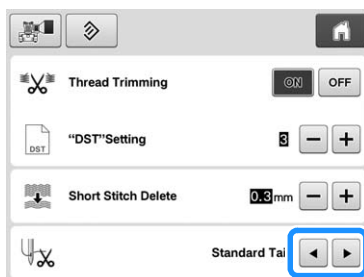 Thread Trimming ON OFF
DST "DST"Setting 3 − +
Short Stitch Delete 0.3mm − +
Standard Tai